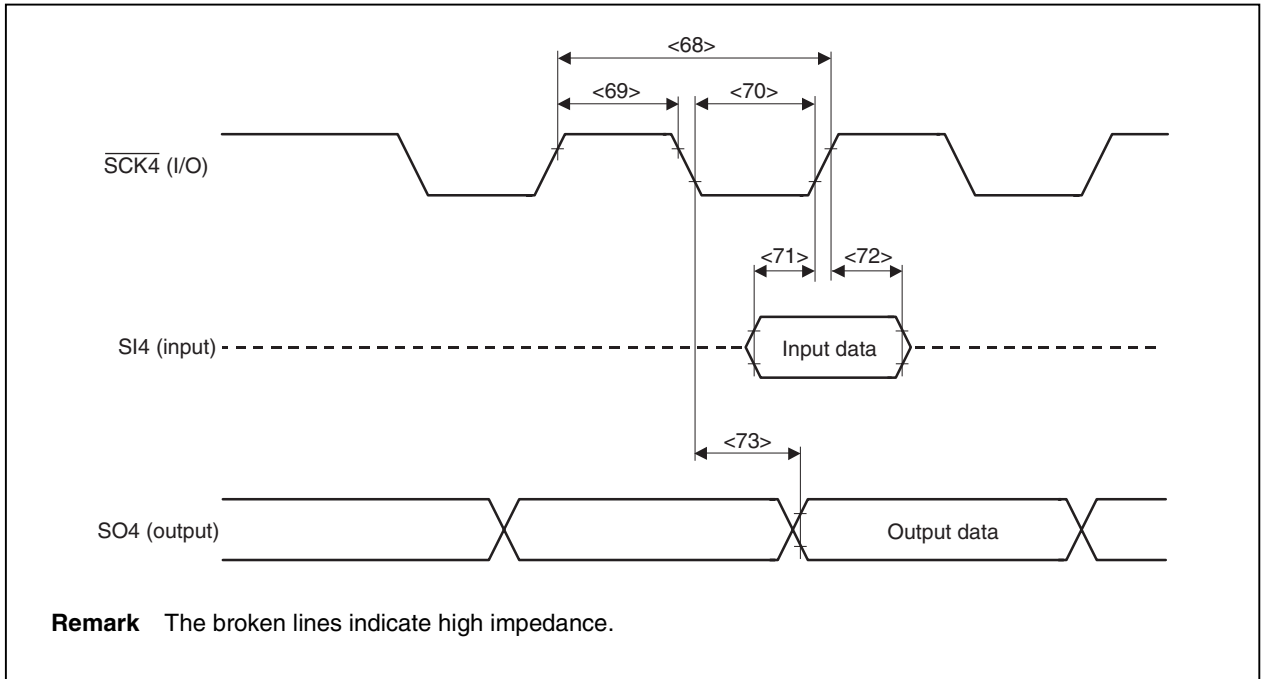 <68>
<69> <70>
SCK4 (I/O)
<71> <72>
SI4 (input)
Input data
<73>
SO4 (output)
Output data
Remark The broken lines indicate high impedance.